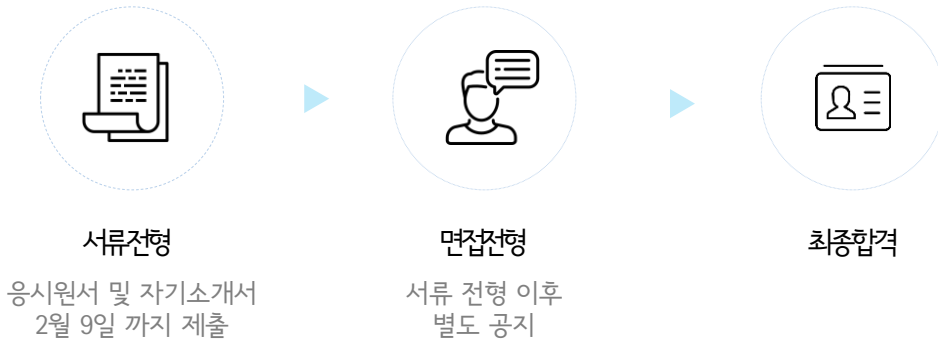 서류전형
응시원서 및 자기소개서
2월 9일 까지 제출
면접전형
서류 전형 이후
별도 공지
최종합격